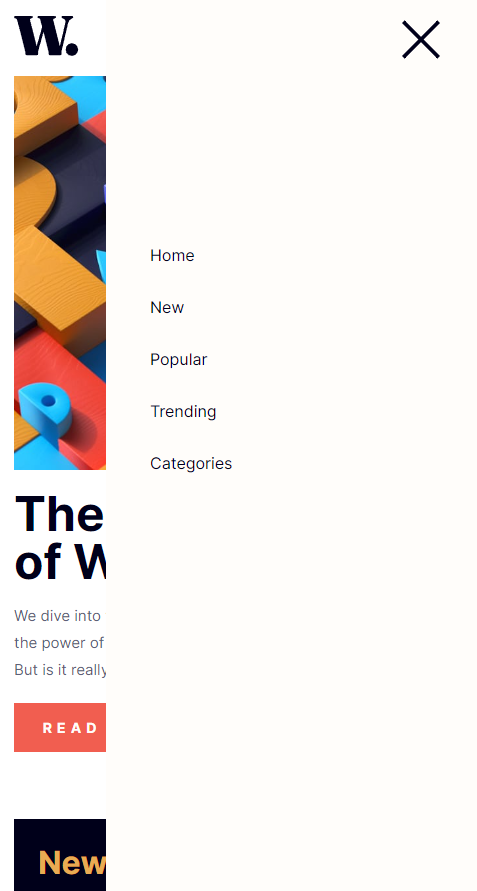 W.
Home
New
Popular
Trending
Categories
The
of W
We dive into
the power of
But is it really
READ
New